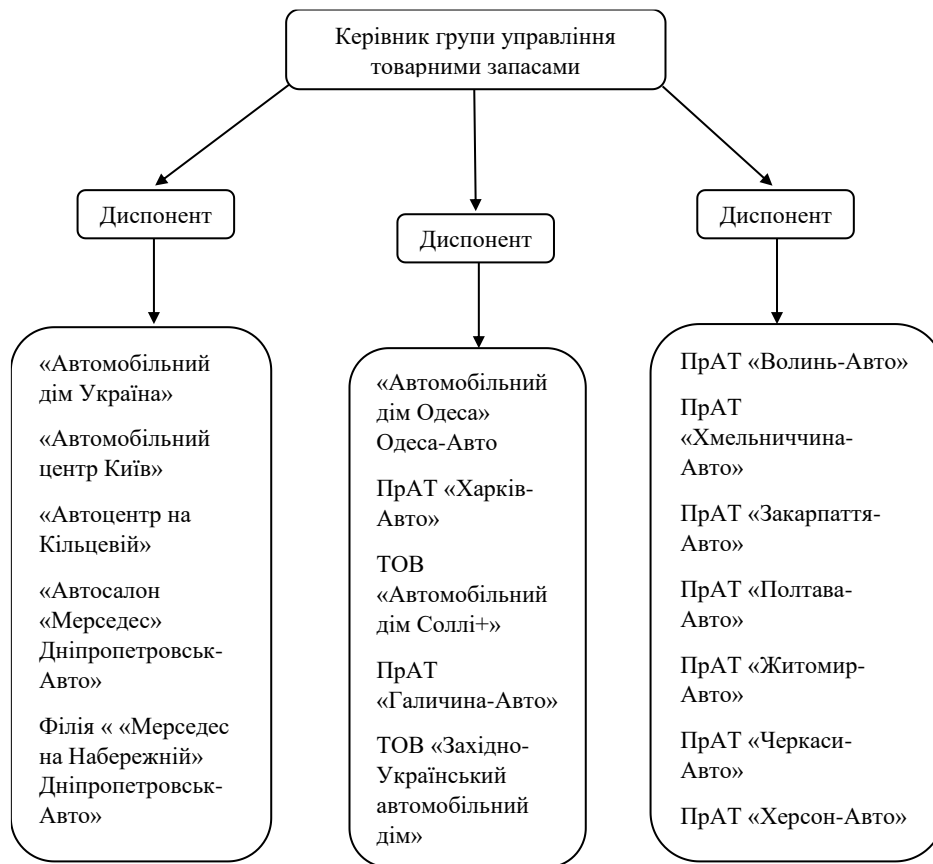 Керівник групи управління
товарними запасами
Диспонент
Диспонент
Диспонент
«Автомобільний
дім Україна»
«Автомобільний
центр Київ»
«Автоцентр на
Кільцевій»
«Автосалон
«Мерседес»
Дніпропетровськ-
Авто»
Філія « «Мерседес
на Набережній»
Дніпропетровськ-
Авто»
«Автомобільний
дім Одеса»
Одеса-Авто
ПрАТ «Харків-
Авто»
ТОВ
«Автомобільний
дім Соллі+»
ПрАТ
«Галичина-Авто»
ТОВ «Західно-
Український
автомобільний
дім»
ПрАТ «Волинь-Авто»
ПрАТ
«Хмельниччина-
Авто»
ПрАТ «Закарпаття-
Авто»
ПрАТ «Полтава-
Авто»
ПрАТ «Житомир-
Авто»
ПрАТ «Черкаси-
Авто»
ПрАТ «Херсон-Авто»